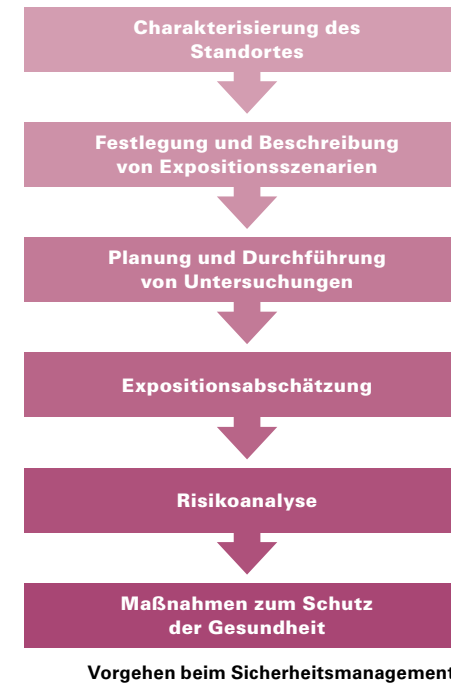 Charakterisierung des
Standortes
Festlegung und Beschreibung
von Expositionsszenarien
Planung und Durchführung
von Untersuchungen
Expositionsabschätzung
Risikoanalyse
Maßnahmen zum Schutz
der Gesundheit
Vorgehen beim Sicherheitsmanagement